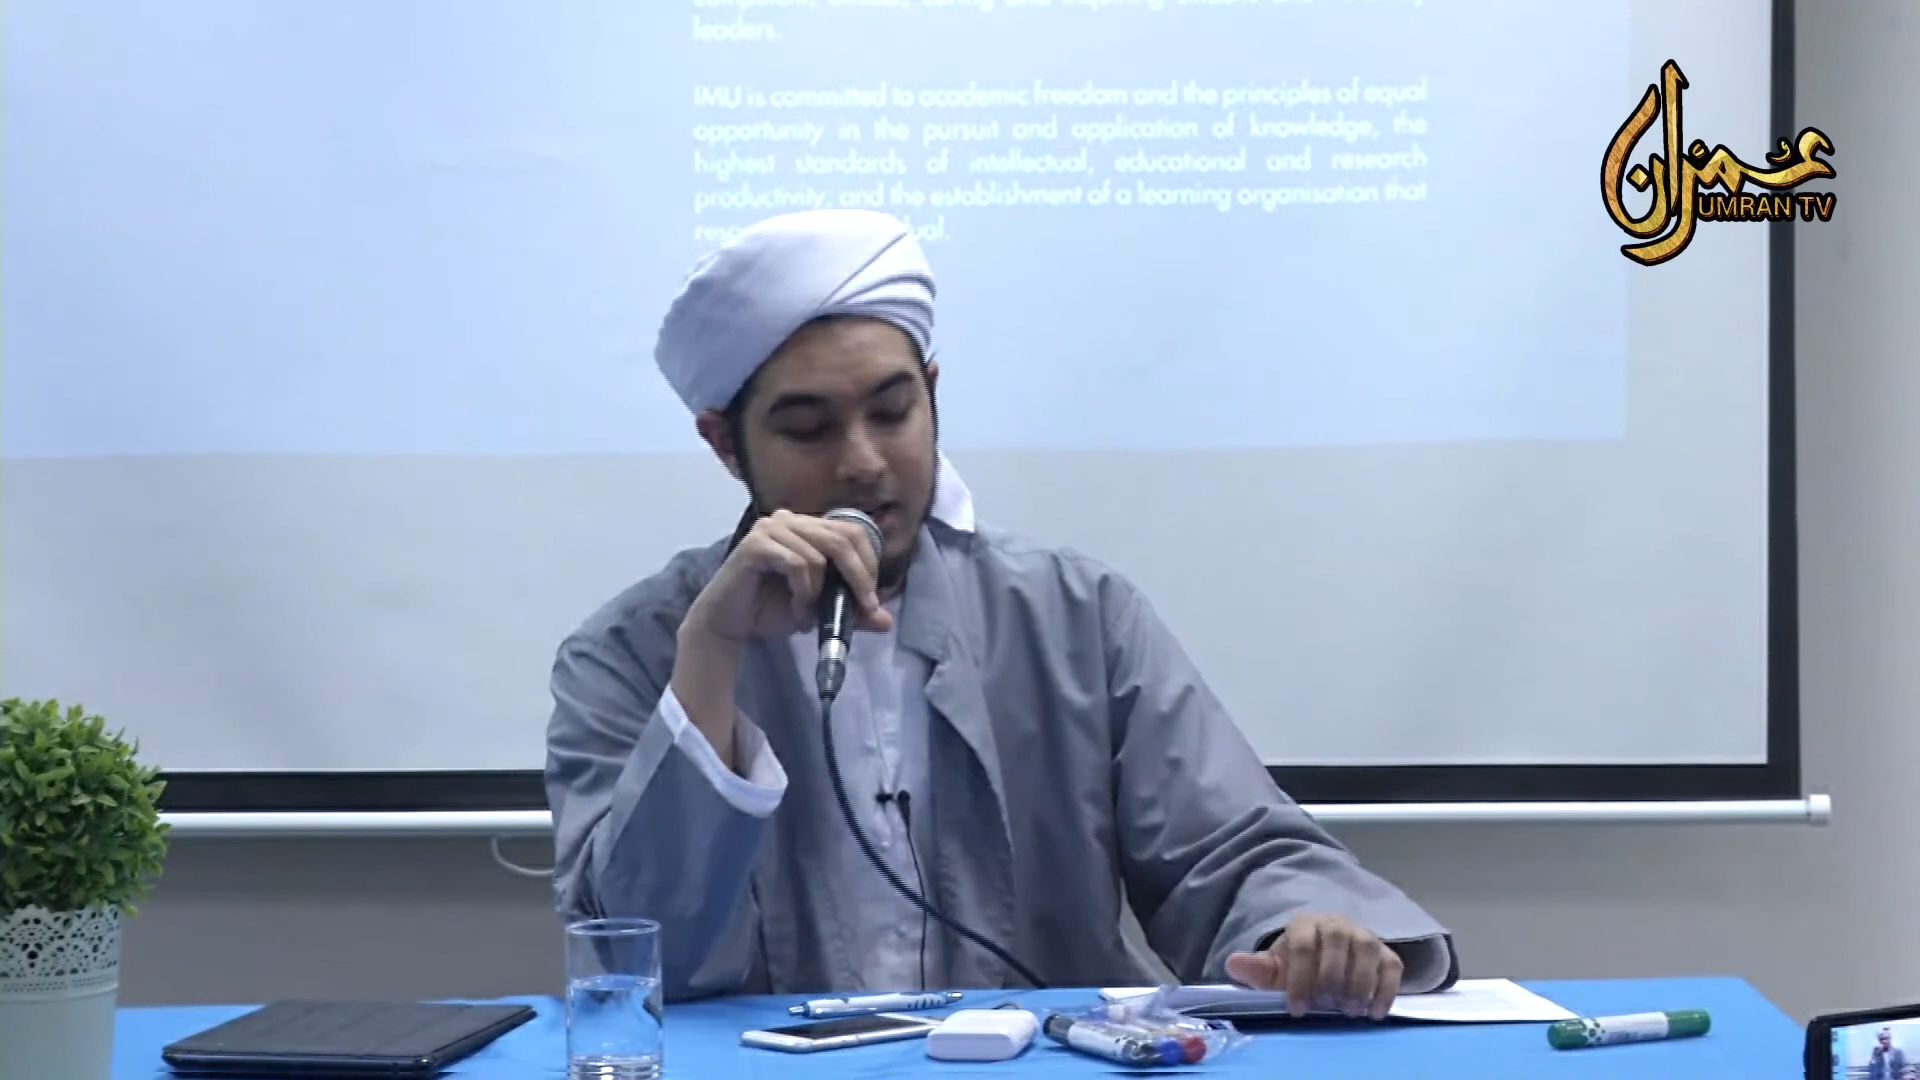 leaders.
IMU is committed to academic freedom and the principles of equal
opportunity in the pursuit and application of knowledge, the
highest standards of intellectual, educational and research
productivity; and the establishment of a learning organisation that
عمران
UMRAN TV